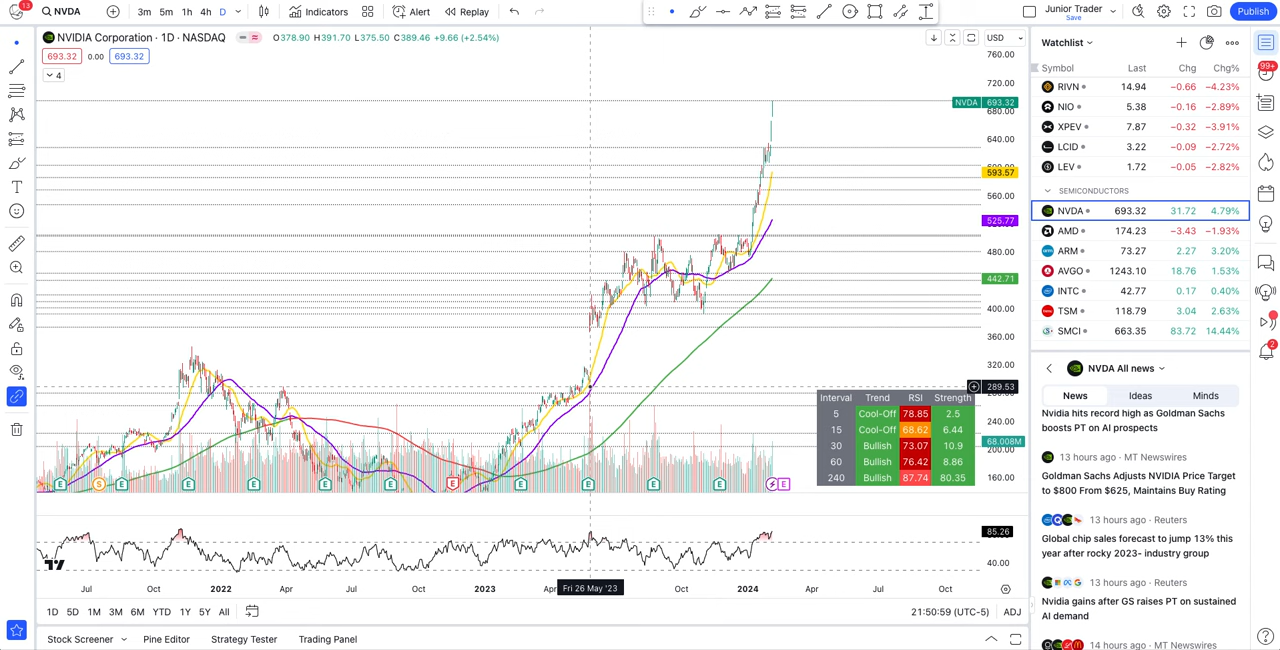 13 NVDA 3m 5m 1h 4h D Indicators Alert Replay Junior Trader Save Publish
NVIDIA Corporation · 1D · NASDAQ O378.90 H391.70 L375.50 C389.46 +9.66 (+2.54%) USD
693.32 0.00 693.32
4
760.00
720.00
NVDA 693.32
680.00
640.00
593.57
560.00
525.77
480.00
442.71
400.00
360.00
320.00
289.53
240.00
68.008M
200.00
160.00
Interval Trend RSI Strength
5 Cool-Off 78.85 2.5
15 Cool-Off 68.62 6.44
30 Bullish 73.07 10.9
60 Bullish 76.42 8.86
240 Bullish 87.74 80.35
E S E E E E E E E E E E E
85.26
40.00
Jul Oct 2022 Apr Jul Oct 2023 Apr Fri 26 May '23 Oct 2024 Apr Jul Oct
1D 5D 1M 3M 6M YTD 1Y 5Y All 21:50:59 (UTC-5) ADJ
Stock Screener Pine Editor Strategy Tester Trading Panel
Watchlist
Symbol Last Chg Chg%
RIVN 14.94 −0.66 −4.23%
NIO 5.38 −0.16 −2.89%
XPEV 7.87 −0.32 −3.91%
LCID 3.22 −0.09 −2.72%
LEV 1.72 −0.05 −2.82%
SEMICONDUCTORS
NVDA 693.32 31.72 4.79%
AMD 174.23 −3.43 −1.93%
ARM 73.27 2.27 3.20%
AVGO 1243.10 18.76 1.53%
INTC 42.77 0.17 0.40%
TSM 118.79 3.04 2.63%
SMCI 663.35 83.72 14.44%
NVDA All news
News Ideas Minds
Nvidia hits record high as Goldman Sachs
boosts PT on AI prospects
13 hours ago · MT Newswires
Goldman Sachs Adjusts NVIDIA Price Target
to $800 From $625, Maintains Buy Rating
13 hours ago · Reuters
Global chip sales forecast to jump 13% this
year after rocky 2023- industry group
13 hours ago · Reuters
Nvidia gains after GS raises PT on sustained
AI demand
14 hours ago · MT Newswires
99+
2